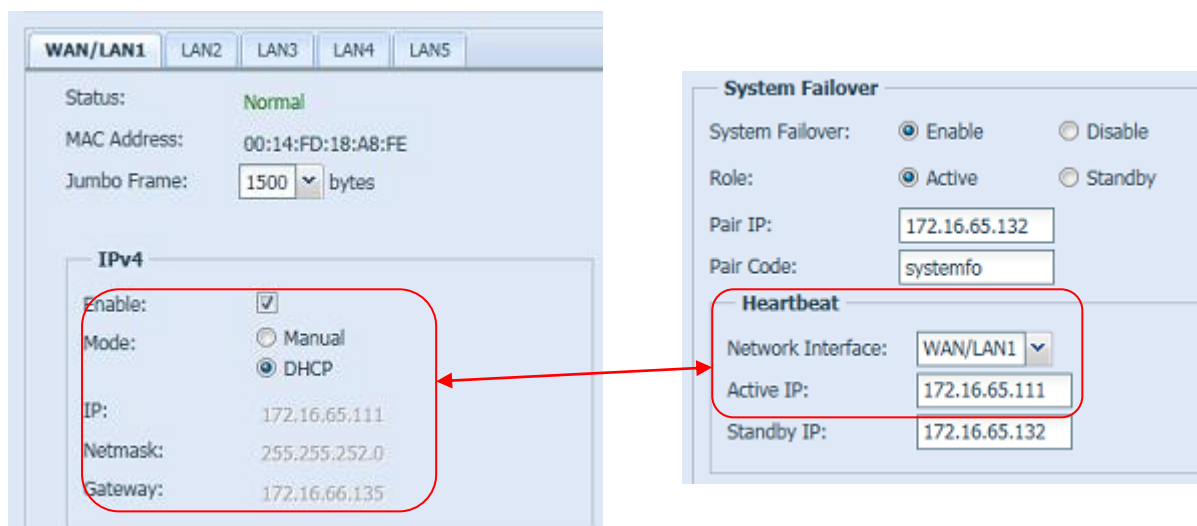 WAN/LAN1 LAN2 LAN3 LAN4 LAN5
Status: Normal
MAC Address: 00:14:FD:18:A8:FE
Jumbo Frame: 1500 bytes
IPv4
Enable:
Mode: Manual
DHCP
IP: 172.16.65.111
Netmask: 255.255.252.0
Gateway: 172.16.66.135
System Failover
System Failover: Enable Disable
Role: Active Standby
Pair IP: 172.16.65.132
Pair Code: systemfo
Heartbeat
Network Interface: WAN/LAN1
Active IP: 172.16.65.111
Standby IP: 172.16.65.132